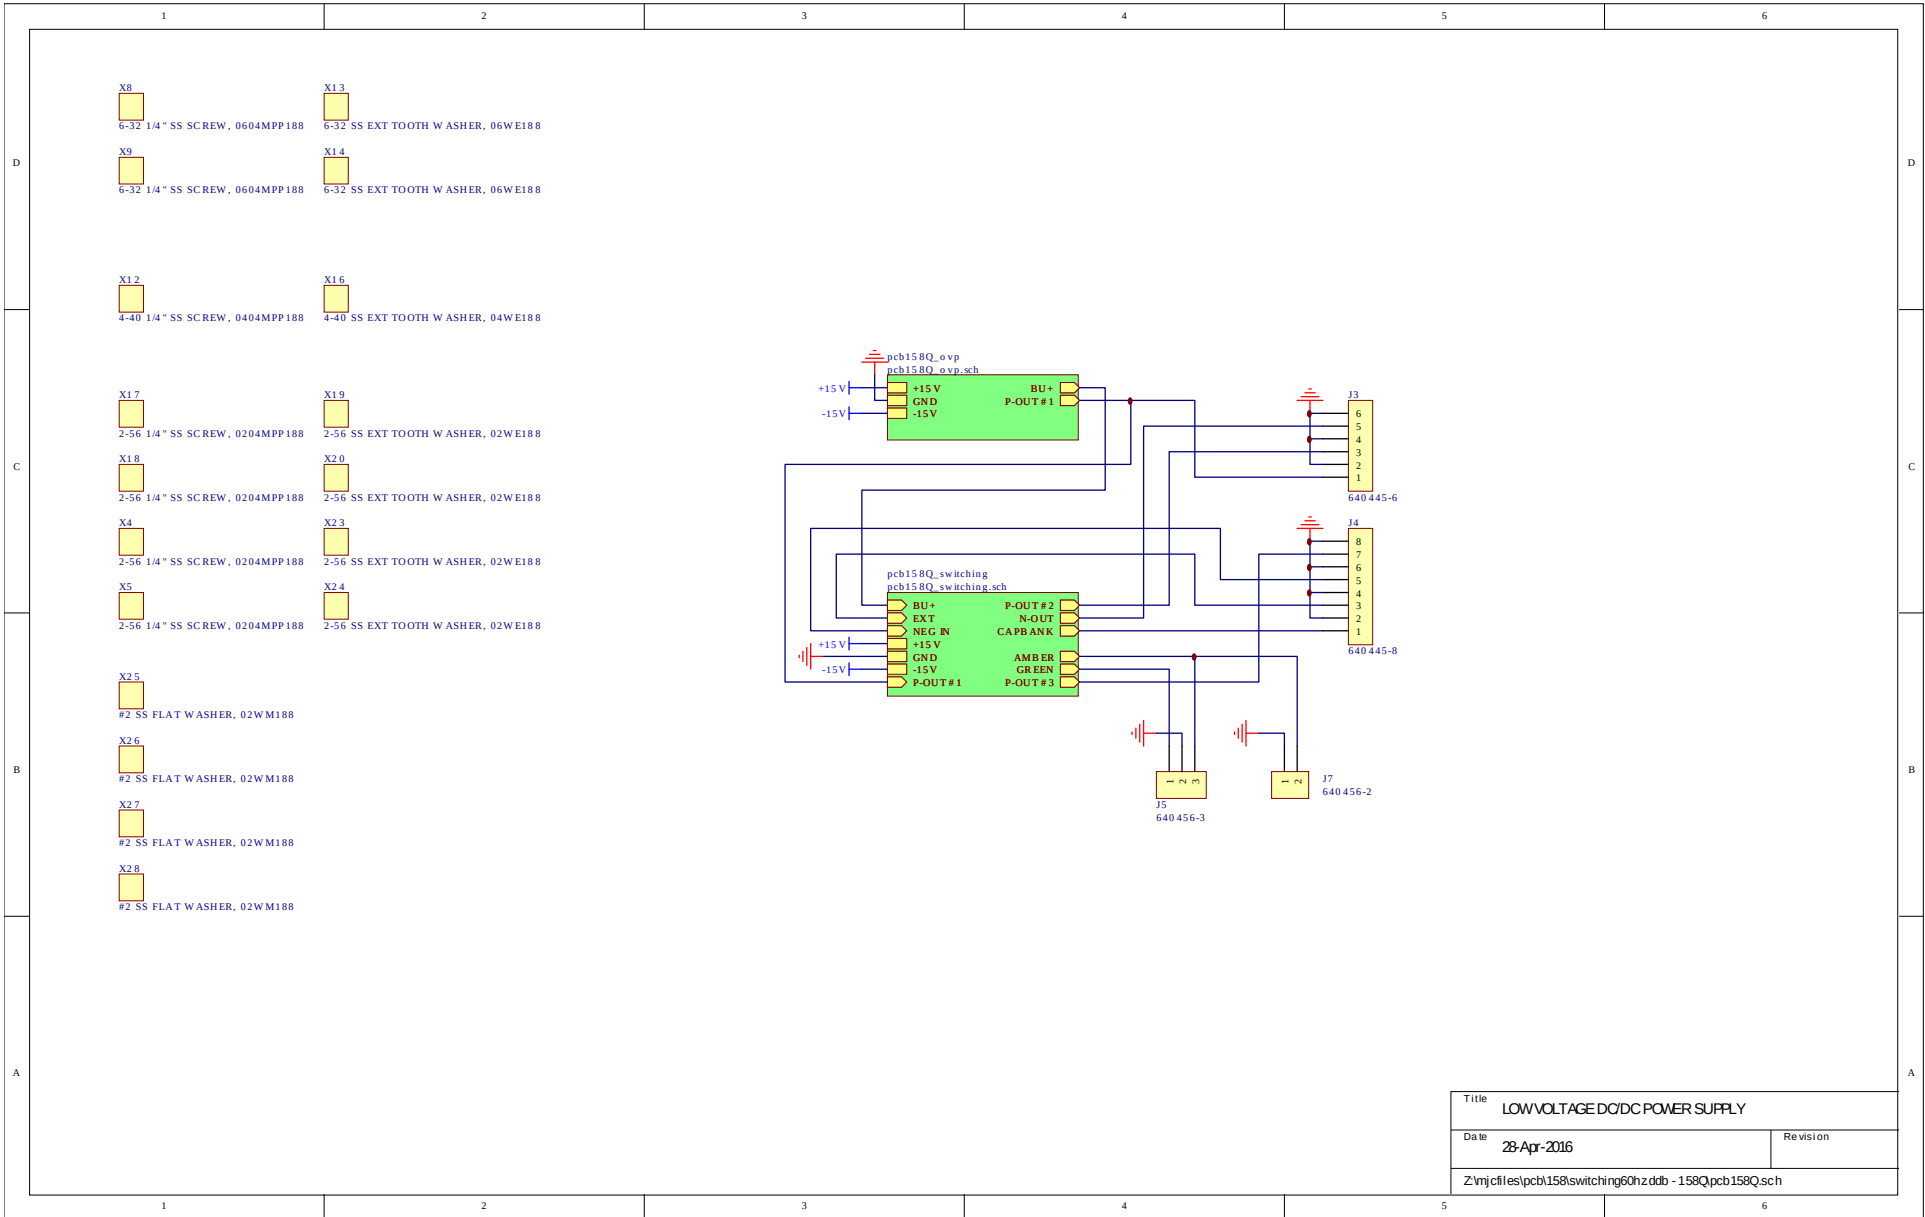 1 2 3 4 5 6
X8 X13
6-32 1/4" SS SCREW, 0604MPP188 6-32 SS EXT TOOTH WASHER, 06WE188
X9 X14
D D
6-32 1/4" SS SCREW, 0604MPP188 6-32 SS EXT TOOTH WASHER, 06WE188
X12 X16
4-40 1/4" SS SCREW, 0404MPP188 4-40 SS EXT TOOTH WASHER, 04WE188
pcb158Q_ovp
pcb158Q_ovp.sch
+15V +15V BU+
X17 X19 J3
GND P-OUT#1
-15V -15V 6
5
2-56 1/4" SS SCREW, 0204MPP188 2-56 SS EXT TOOTH WASHER, 02WE188
4
3
X18 X20
C 2 C
1
2-56 1/4" SS SCREW, 0204MPP188 2-56 SS EXT TOOTH WASHER, 02WE188 640445-6
X4 X23 J4
8
7
2-56 1/4" SS SCREW, 0204MPP188 2-56 SS EXT TOOTH WASHER, 02WE188
6
pcb158Q_switching
5
X5 X24 pcb158Q_switching.sch
4
BU+ P-OUT#2 3
EXT N-OUT 2
2-56 1/4" SS SCREW, 0204MPP188 2-56 SS EXT TOOTH WASHER, 02WE188
NEG IN CAPBANK 1
+15V +15V
640445-8
GND AMBER
-15V -15V GREEN
X25
P-OUT#1 P-OUT#3
#2 SS FLAT WASHER, 02WM188
X26
B B
#2 SS FLAT WASHER, 02WM188
1 2 3 1 2 J7
640456-2
X27 J5
640456-3
#2 SS FLAT WASHER, 02WM188
X28
#2 SS FLAT WASHER, 02WM188
A A
Title LOW VOLTAGE DC/DC POWER SUPPLY
Date 28-Apr-2016 Revision
Z:\mjcfiles\pcb\158\switching60hz.ddb - 158Q\pcb158Q.sch
1 2 3 4 5 6